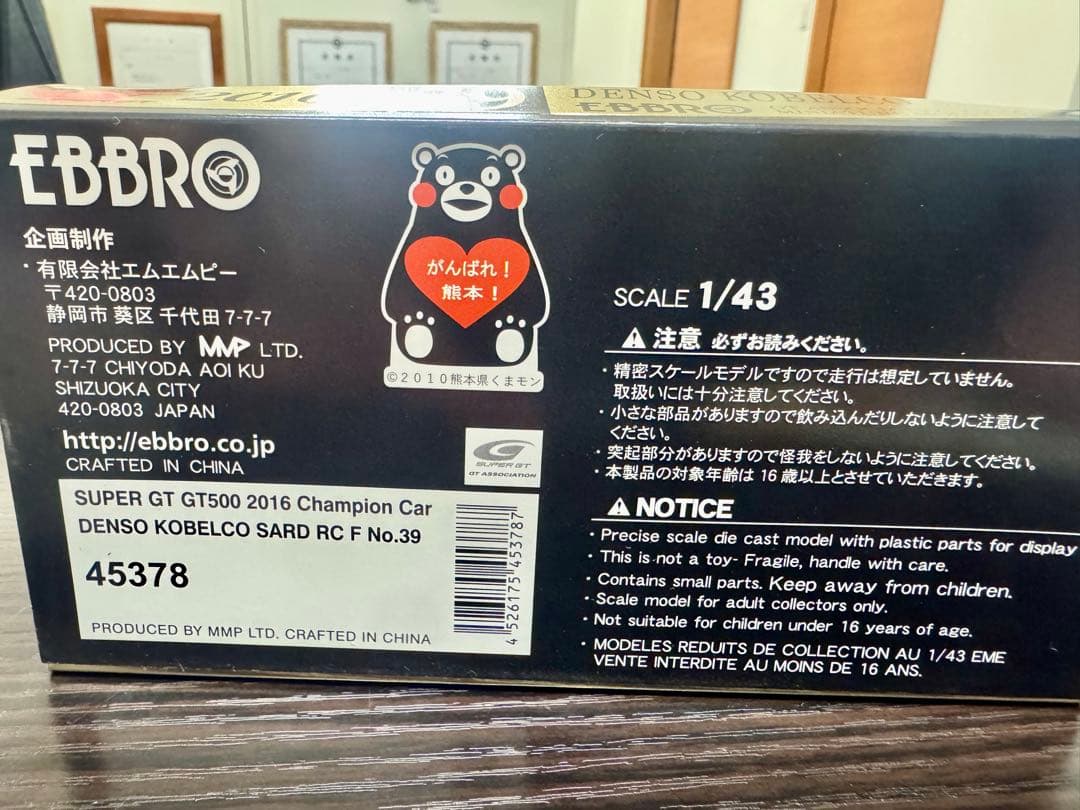 2016
DENSO KOBELCO
EBBRO
EBBRO
企画制作
・有限会社エムエムピー
〒420-0803
静岡市 葵区 千代田 7-7-7
PRODUCED BY MMP LTD.
7-7-7 CHIYODA AOI KU
SHIZUOKA CITY
420-0803 JAPAN
http://ebbro.co.jp
CRAFTED IN CHINA
がんばれ！
熊本！
©2010熊本県くまモン
SUPER GT
GT ASSOCIATION
SUPER GT GT500 2016 Champion Car
DENSO KOBELCO SARD RC F No.39
45378
PRODUCED BY MMP LTD. CRAFTED IN CHINA
4 526175 453787
SCALE 1/43
注意 必ずお読みください。
・精密スケールモデルですので走行は想定していません。
取扱いには十分注意してください。
・小さな部品がありますので飲み込んだりしないように注意して
ください。
・突起部分がありますので怪我をしないように注意してください。
・本製品の対象年齢は 16 歳以上とさせていただきます。
NOTICE
・Precise scale die cast model with plastic parts for display
・This is not a toy- Fragile, handle with care.
・Contains small parts. Keep away from children.
・Scale model for adult collectors only.
・Not suitable for children under 16 years of age.
・MODELES REDUITS DE COLLECTION AU 1/43 EME
VENTE INTERDITE AU MOINS DE 16 ANS.